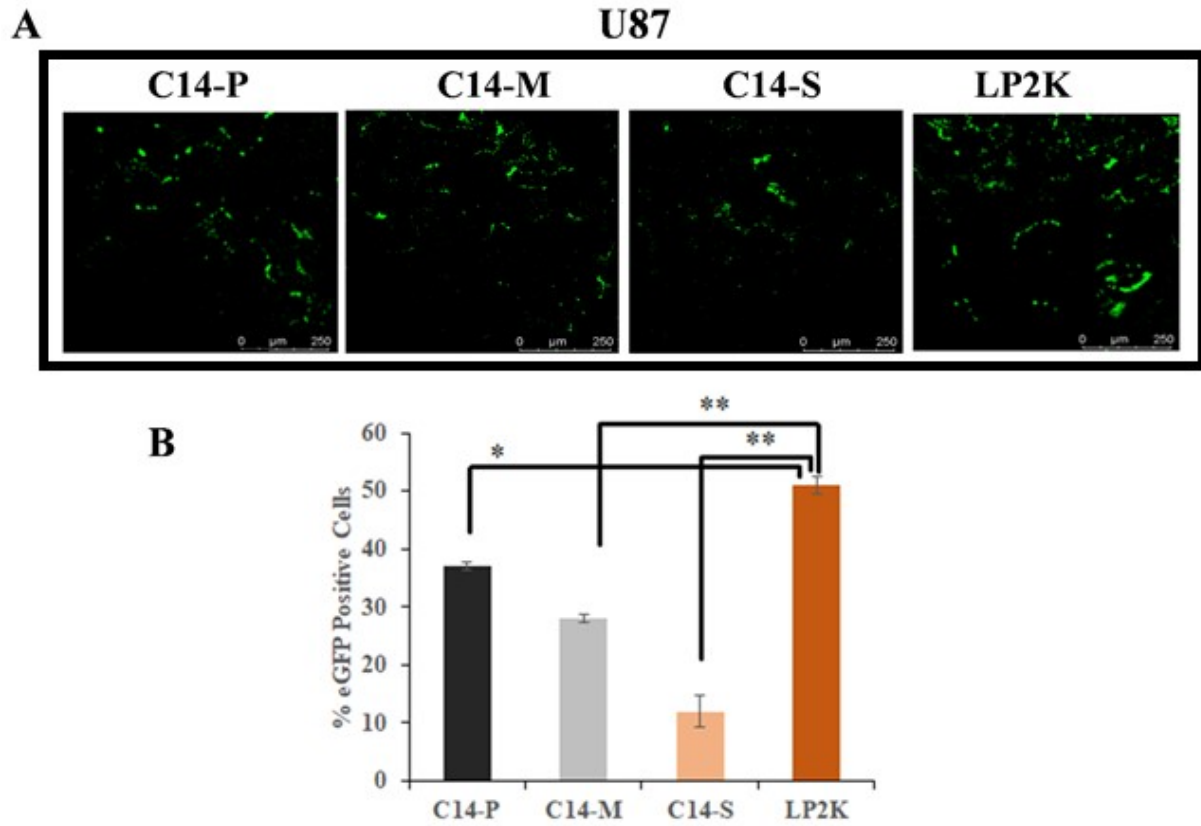 A
U87
C14-P C14-M C14-S LP2K
0 µm 250 0 µm 250 0 µm 250 0 µm 250
B
**
60
* **
50
40
30
20
10
0
% eGFP Positive Cells
C14-P C14-M C14-S LP2K